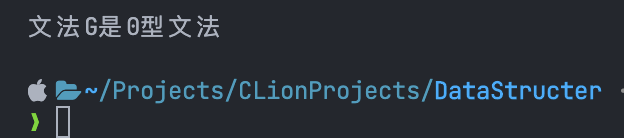 文法G是0型文法
~/Projects/CLionProjects/DataStructer
❯